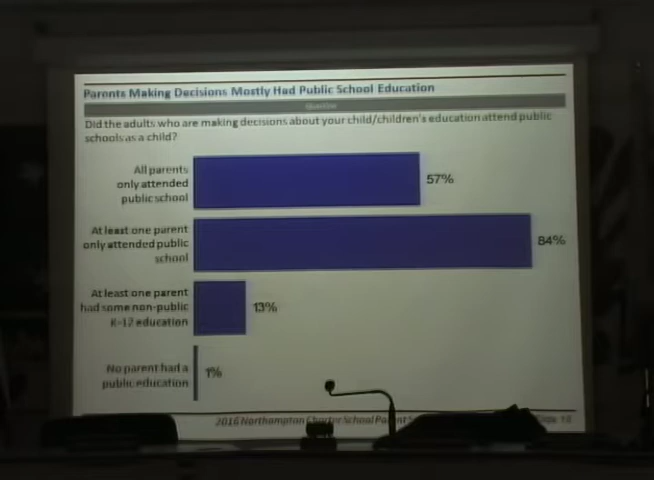 Parents Making Decisions Mostly Had Public School Education
Question
Did the adults who are making decisions about your child/children's education attend public
schools as a child?
All parents
only attended
public school
57%
At least one parent
only attended public
school
84%
At least one parent
had some non-public
K-12 education
13%
No parent had a
public education
1%
2016 Northampton Charter School Parent